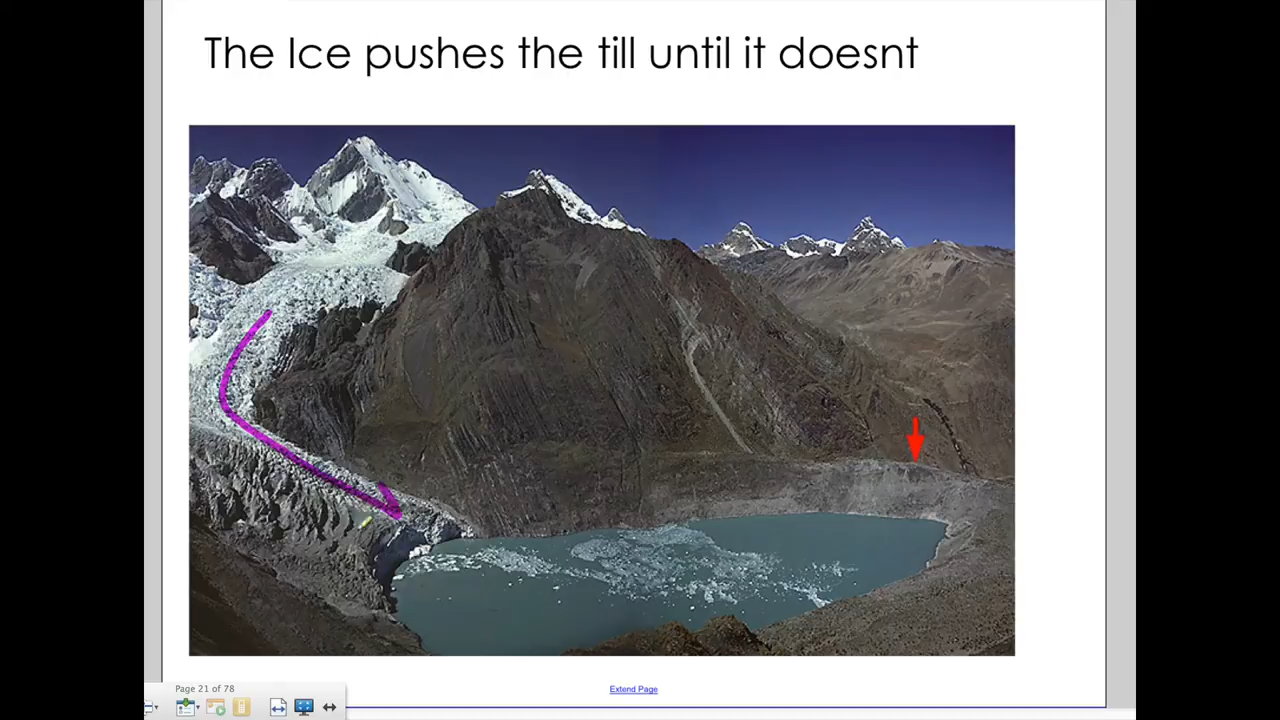 The Ice pushes the till until it doesnt
Page 21 of 78
Extend Page